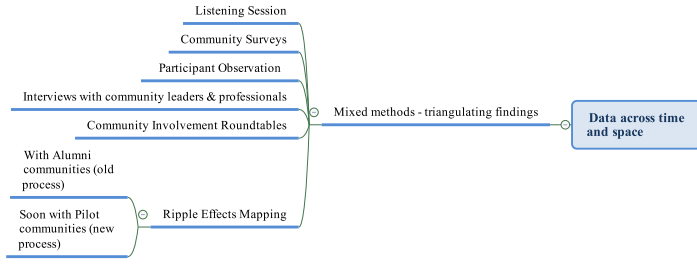 Listening Session
Community Surveys
Participant Observation
Interviews with community leaders & professionals
Community Involvement Roundtables
Mixed methods - triangulating findings
Data across time
and space
With Alumni
communities (old
process)
Soon with Pilot
communities (new
process)
Ripple Effects Mapping